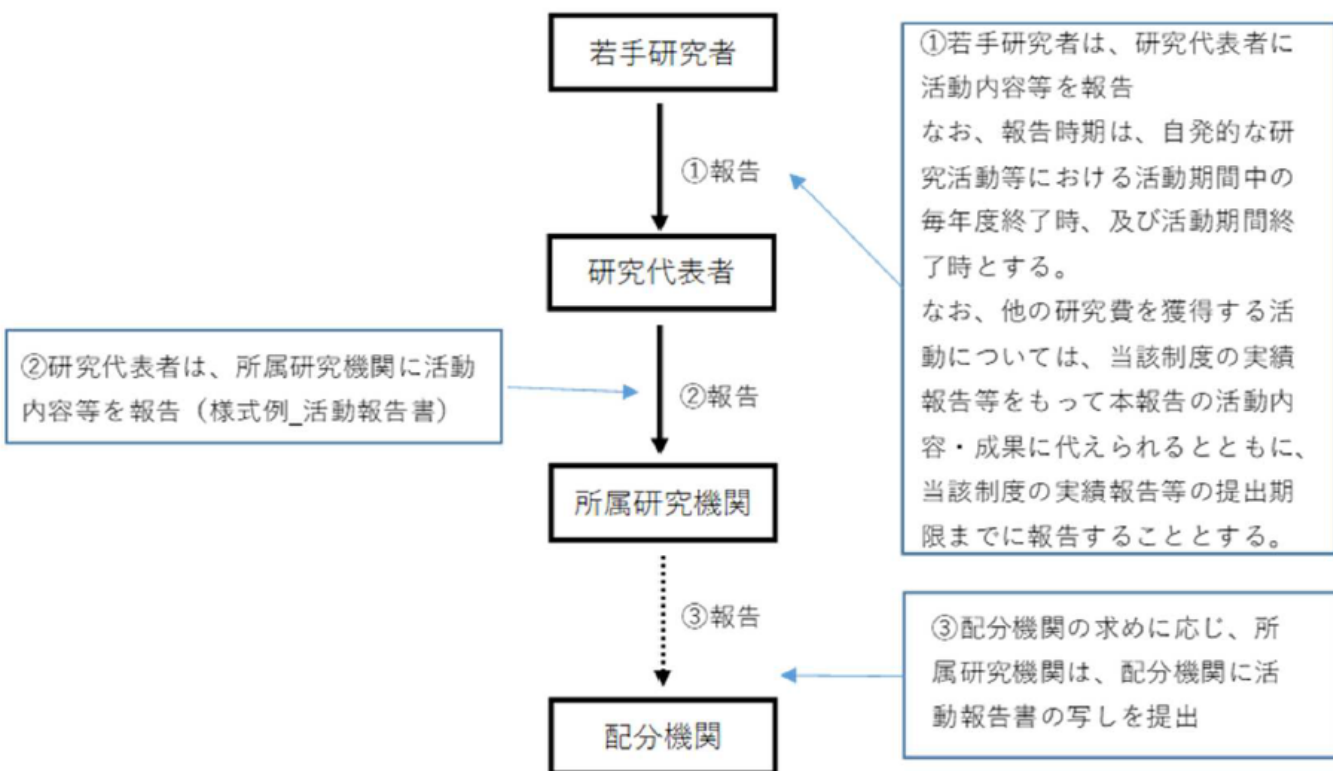 若手研究者
①報告
研究代表者
②報告
所属研究機関
③報告
配分機関
①若手研究者は、研究代表者に
活動内容等を報告
なお、報告時期は、自発的な研
究活動等における活動期間中の
毎年度終了時、及び活動期間終
了時とする。
なお、他の研究費を獲得する活
動については、当該制度の実績
報告等をもって本報告の活動内
容・成果に代えられるとともに、
当該制度の実績報告等の提出期
限までに報告することとする。
②研究代表者は、所属研究機関に活動
内容等を報告（様式例_活動報告書）
③配分機関の求めに応じ、所
属研究機関は、配分機関に活
動報告書の写しを提出